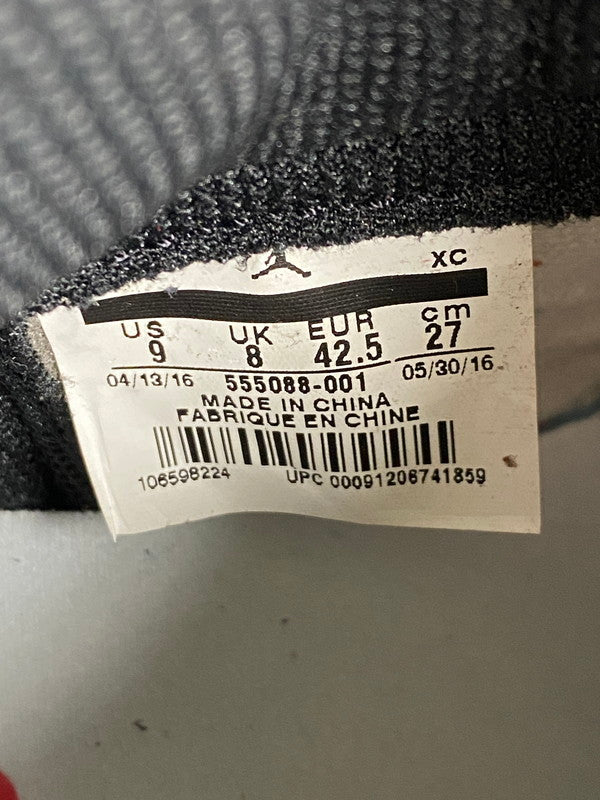 XC
US UK EUR cm
9 8 42.5 27
04/13/16 555088-001 05/30/16
MADE IN CHINA
FABRIQUE EN CHINE
106598224 UPC 00091206741859